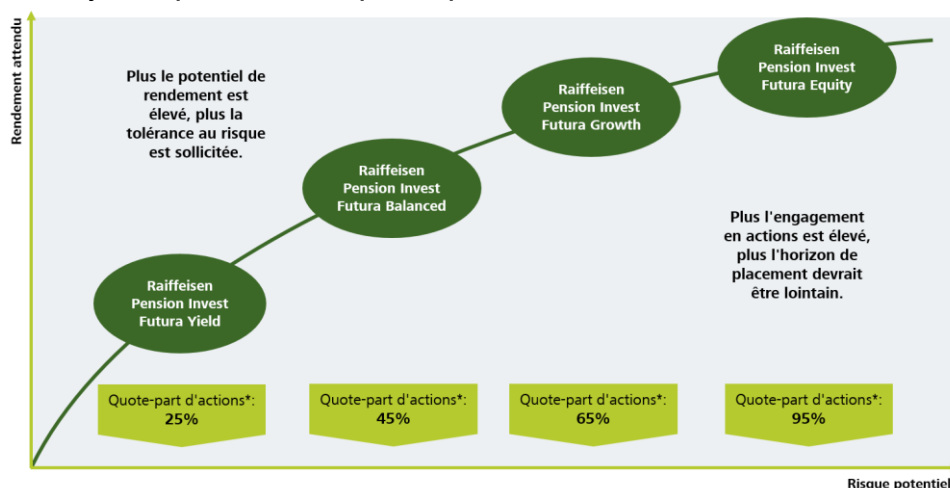 Rendement attendu
Plus le potentiel de
rendement est
élevé, plus la
tolérance au risque
est sollicitée.
Raiffeisen
Pension Invest
Futura Yield
Raiffeisen
Pension Invest
Futura Balanced
Raiffeisen
Pension Invest
Futura Growth
Raiffeisen
Pension Invest
Futura Equity
Plus l'engagement
en actions est élevé,
plus l'horizon de
placement devrait
être lointain.
Quote-part d'actions*:
25%
Quote-part d'actions*:
45%
Quote-part d'actions*:
65%
Quote-part d'actions*:
95%
Risque potentiel